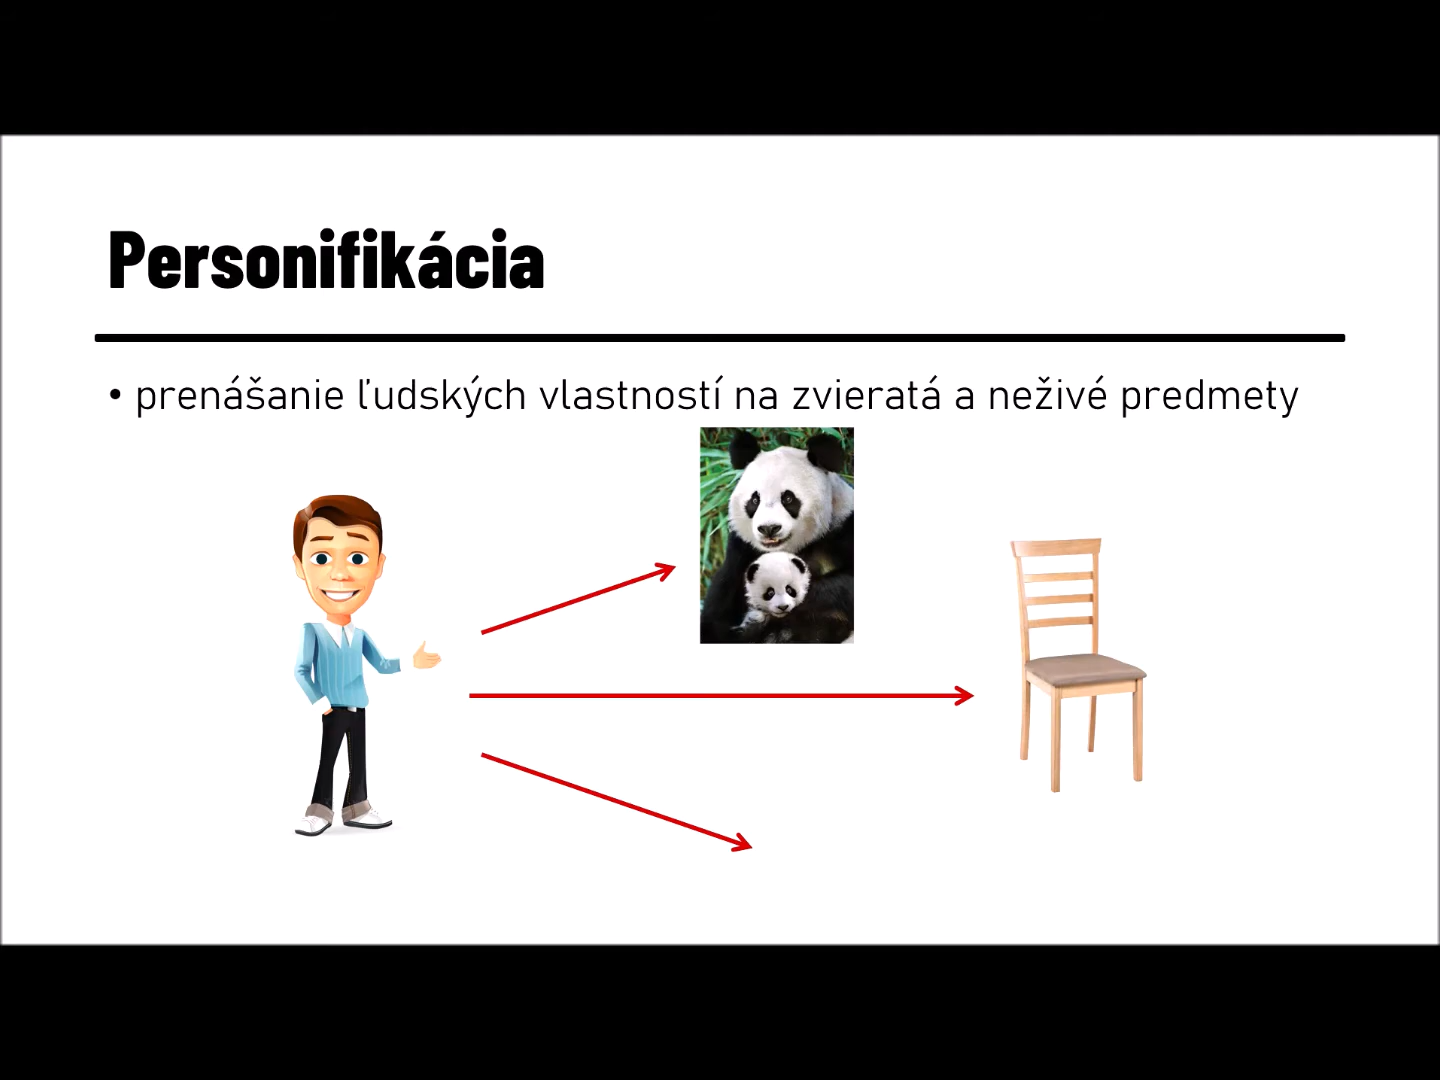 Personifikácia
• prenášanie ľudských vlastností na zvieratá a neživé predmety